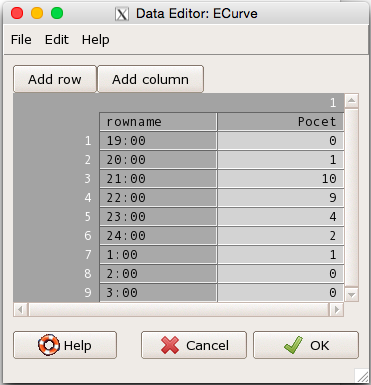 Data Editor: ECurve
File Edit Help
Add row Add column
1
rowname Pocet
1 19:00 0
2 20:00 1
3 21:00 10
4 22:00 9
5 23:00 4
6 24:00 2
7 1:00 1
8 2:00 0
9 3:00 0
Help Cancel OK